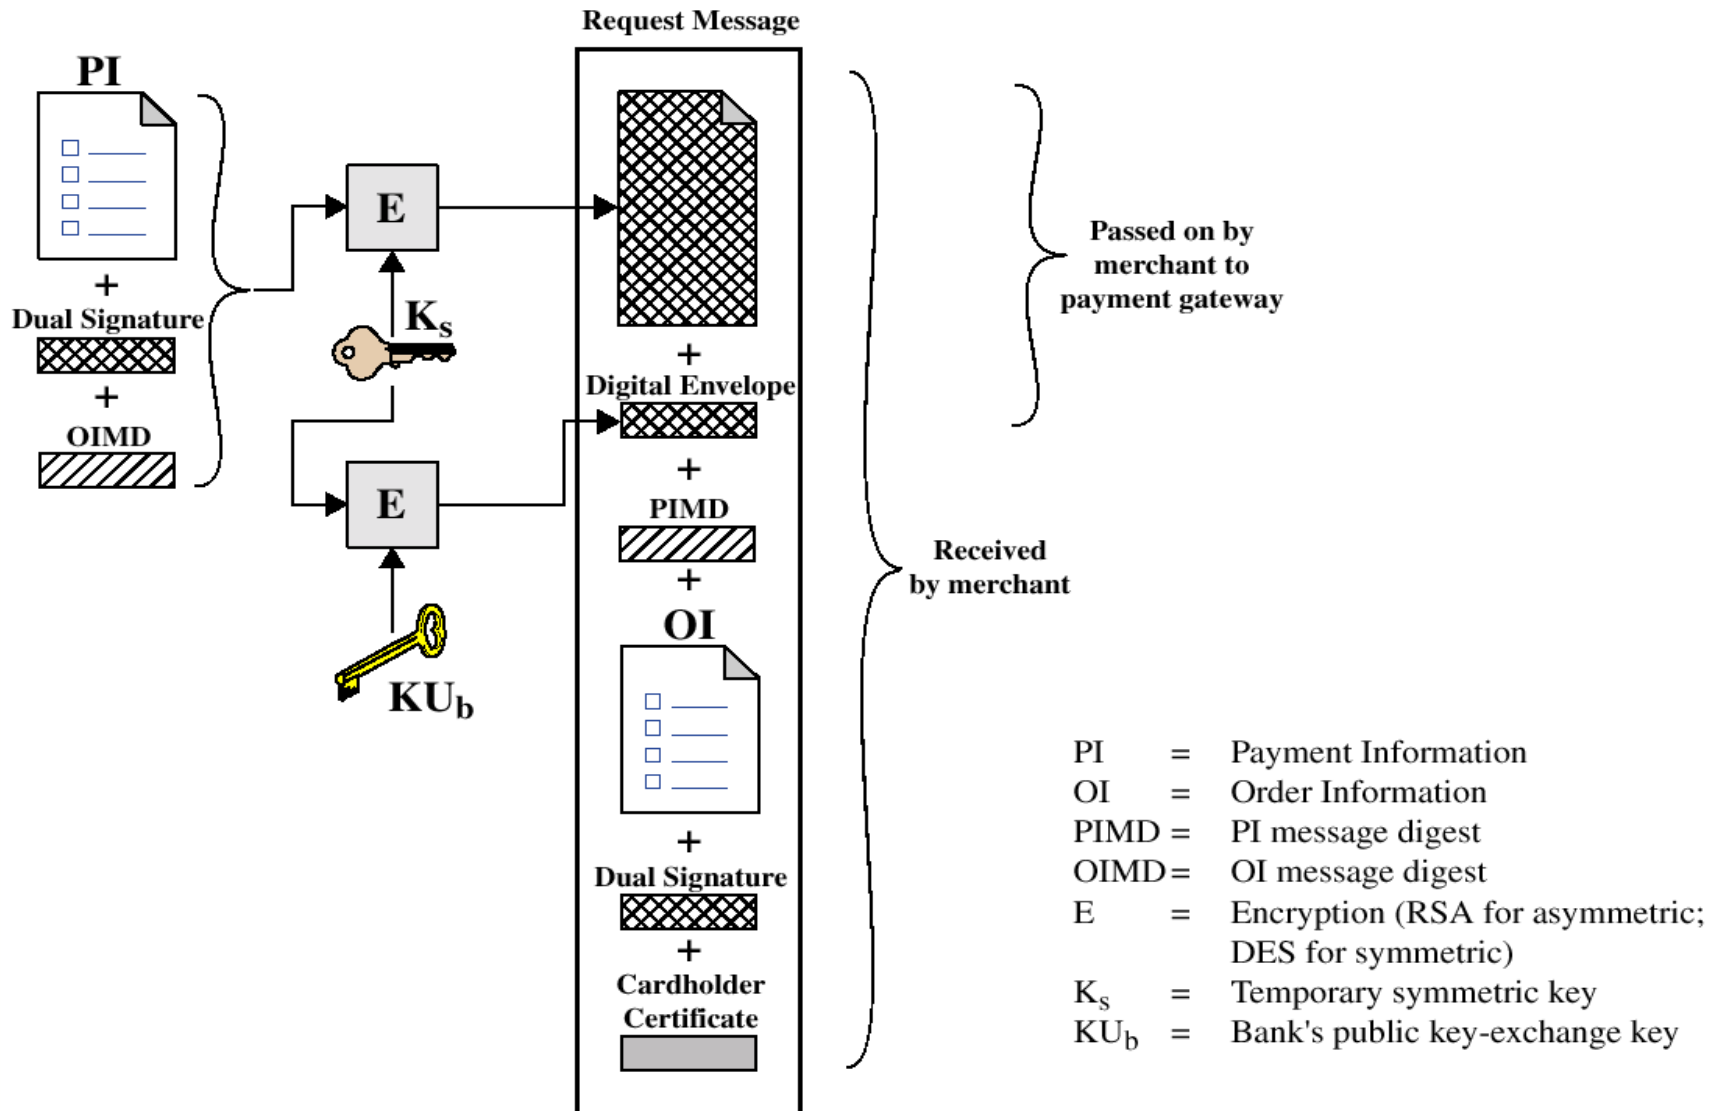 Request Message
PI
+
Dual Signature
+
OIMD
E
Ks
E
KUb
+
Digital Envelope
+
PIMD
+
OI
+
Dual Signature
+
Cardholder
Certificate
Passed on by
merchant to
payment gateway
Received
by merchant
PI = Payment Information
OI = Order Information
PIMD = PI message digest
OIMD = OI message digest
E = Encryption (RSA for asymmetric;
DES for symmetric)
Ks = Temporary symmetric key
KUb = Bank's public key-exchange key